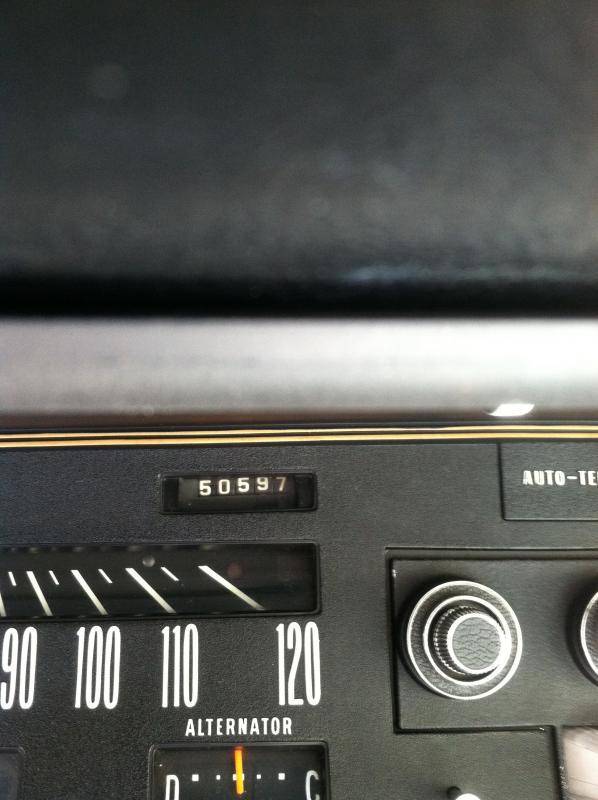 50597
AUTO-TE
90 100 110 120
ALTERNATOR
D C